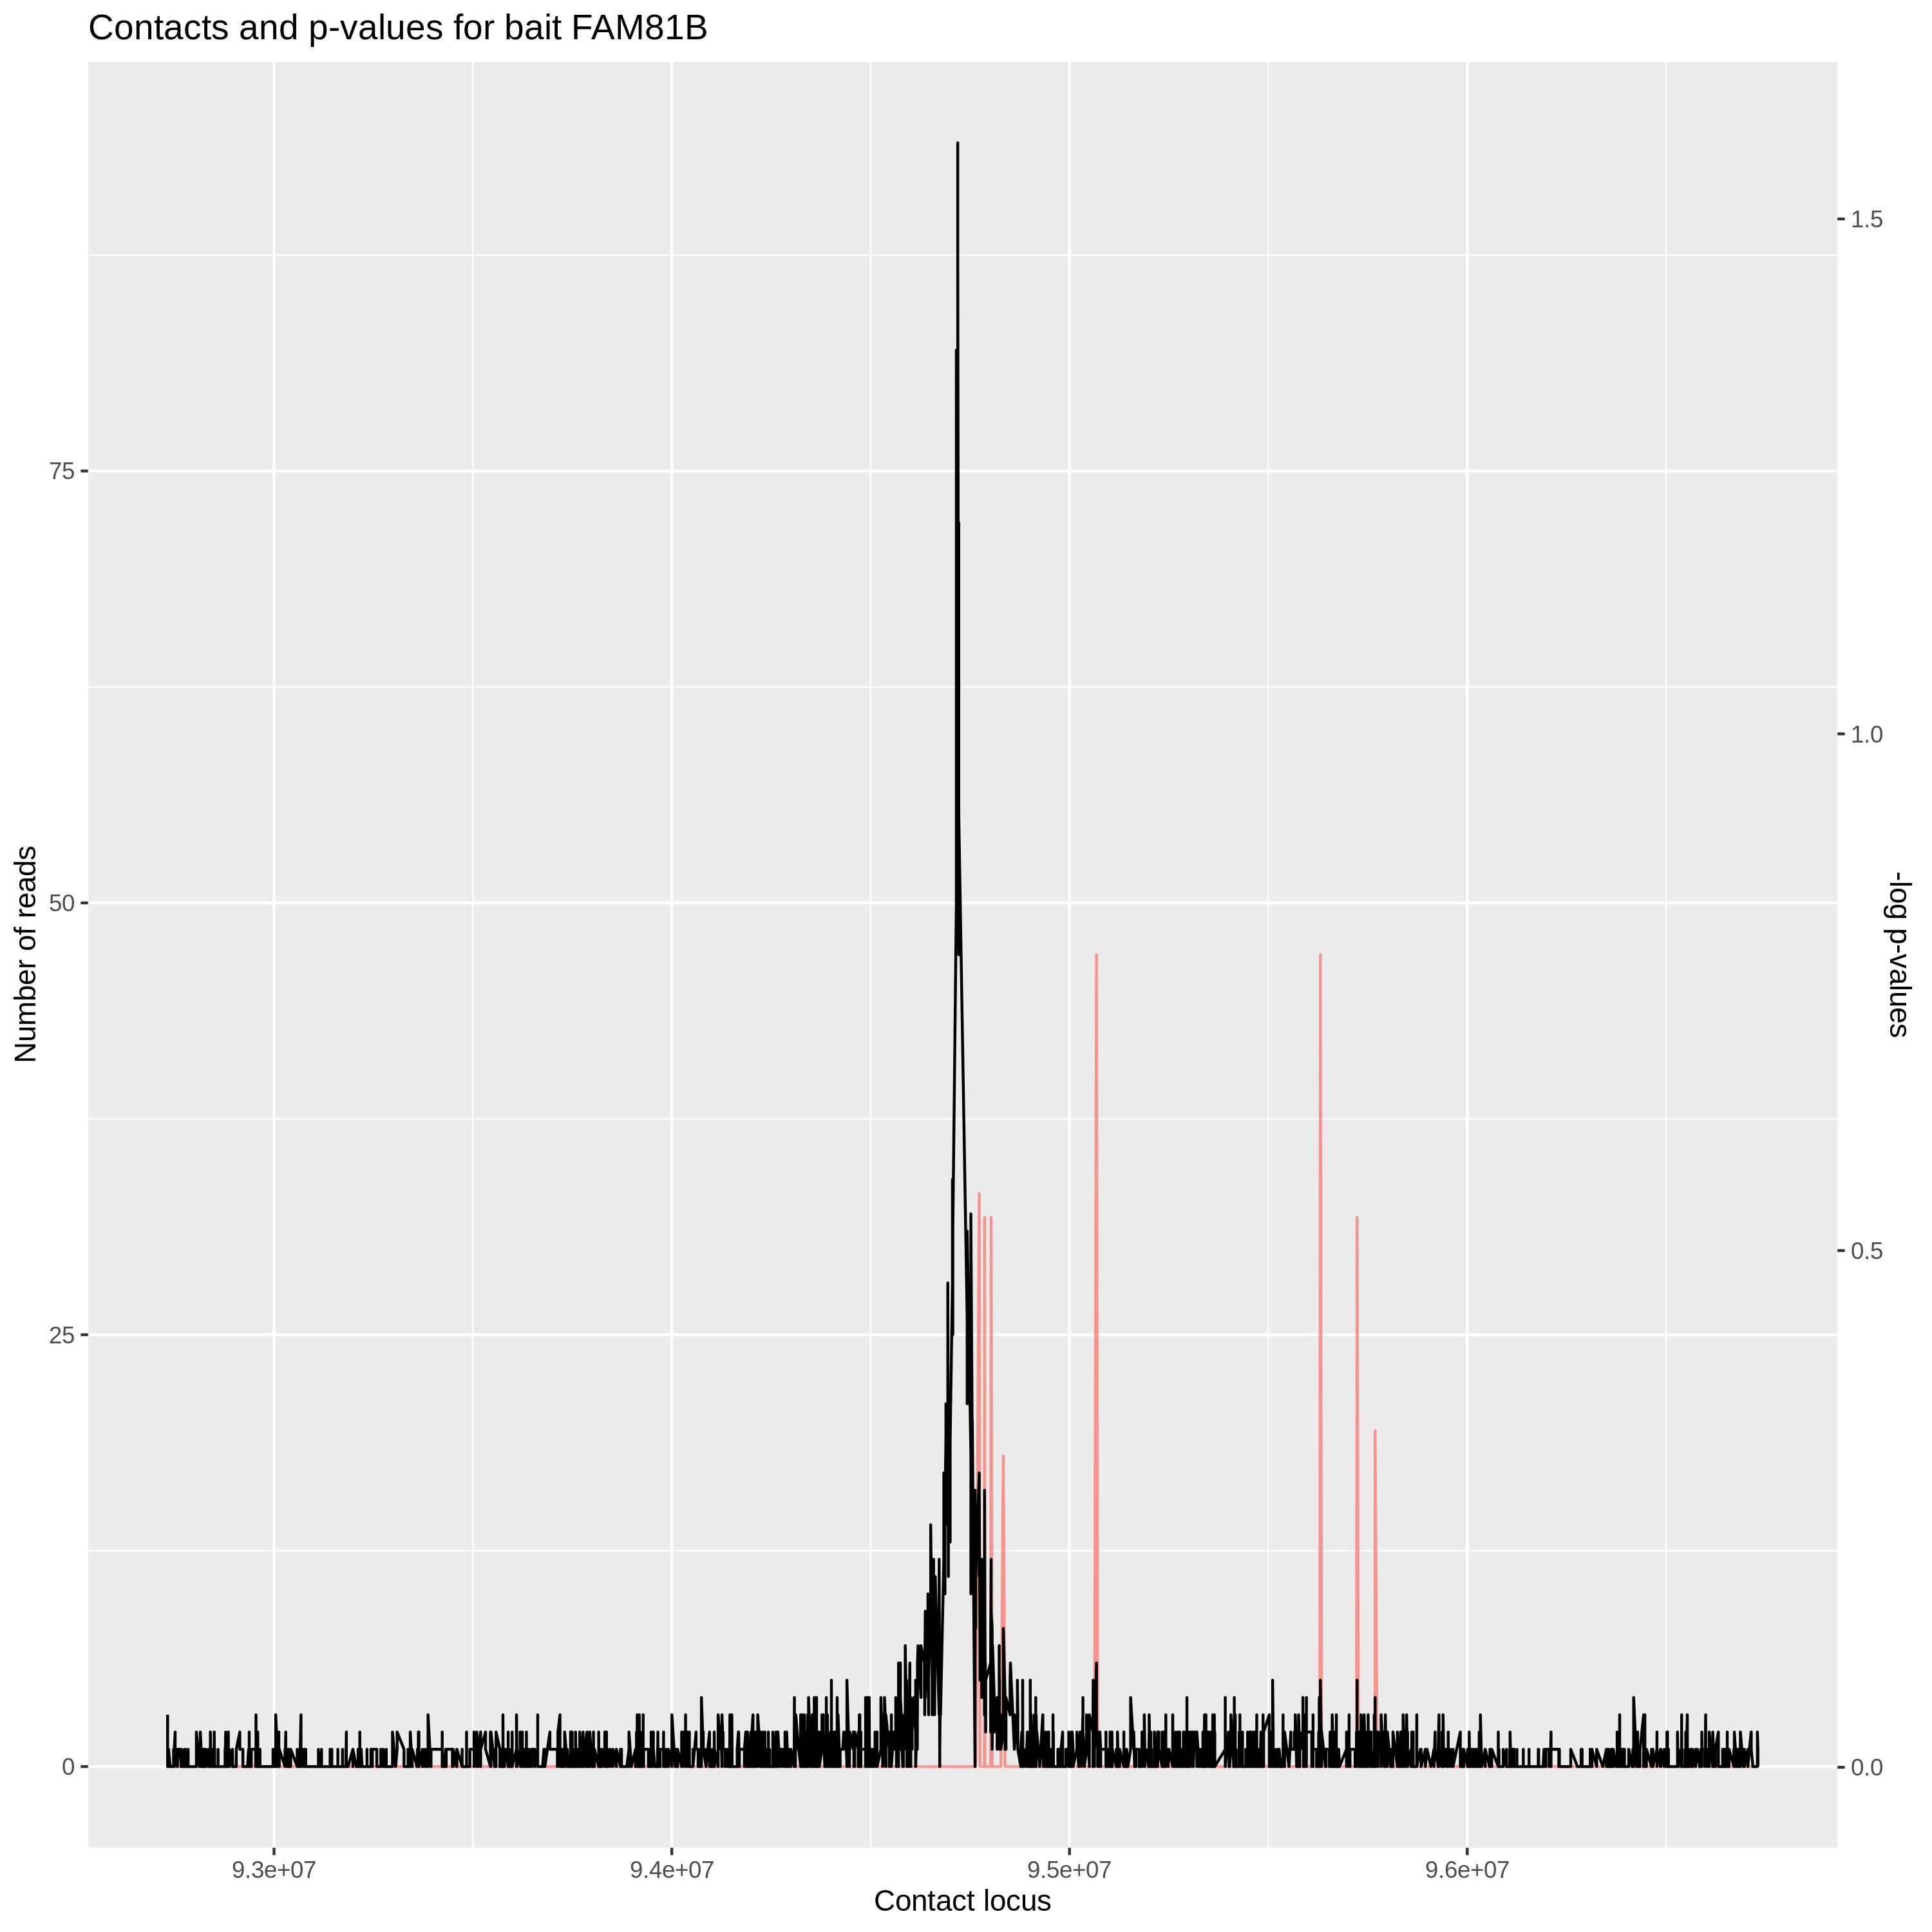 Contacts and p-values for bait FAM81B
Number of reads
75
50
25
0
1.5
1.0
0.5
0.0
-log p-values
9.3e+07
9.4e+07
9.5e+07
9.6e+07
Contact locus